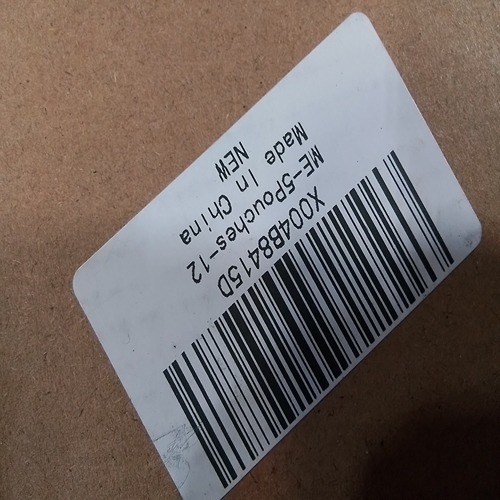 X004B8415D
ME-5Pouches-12
Made In China
NEW